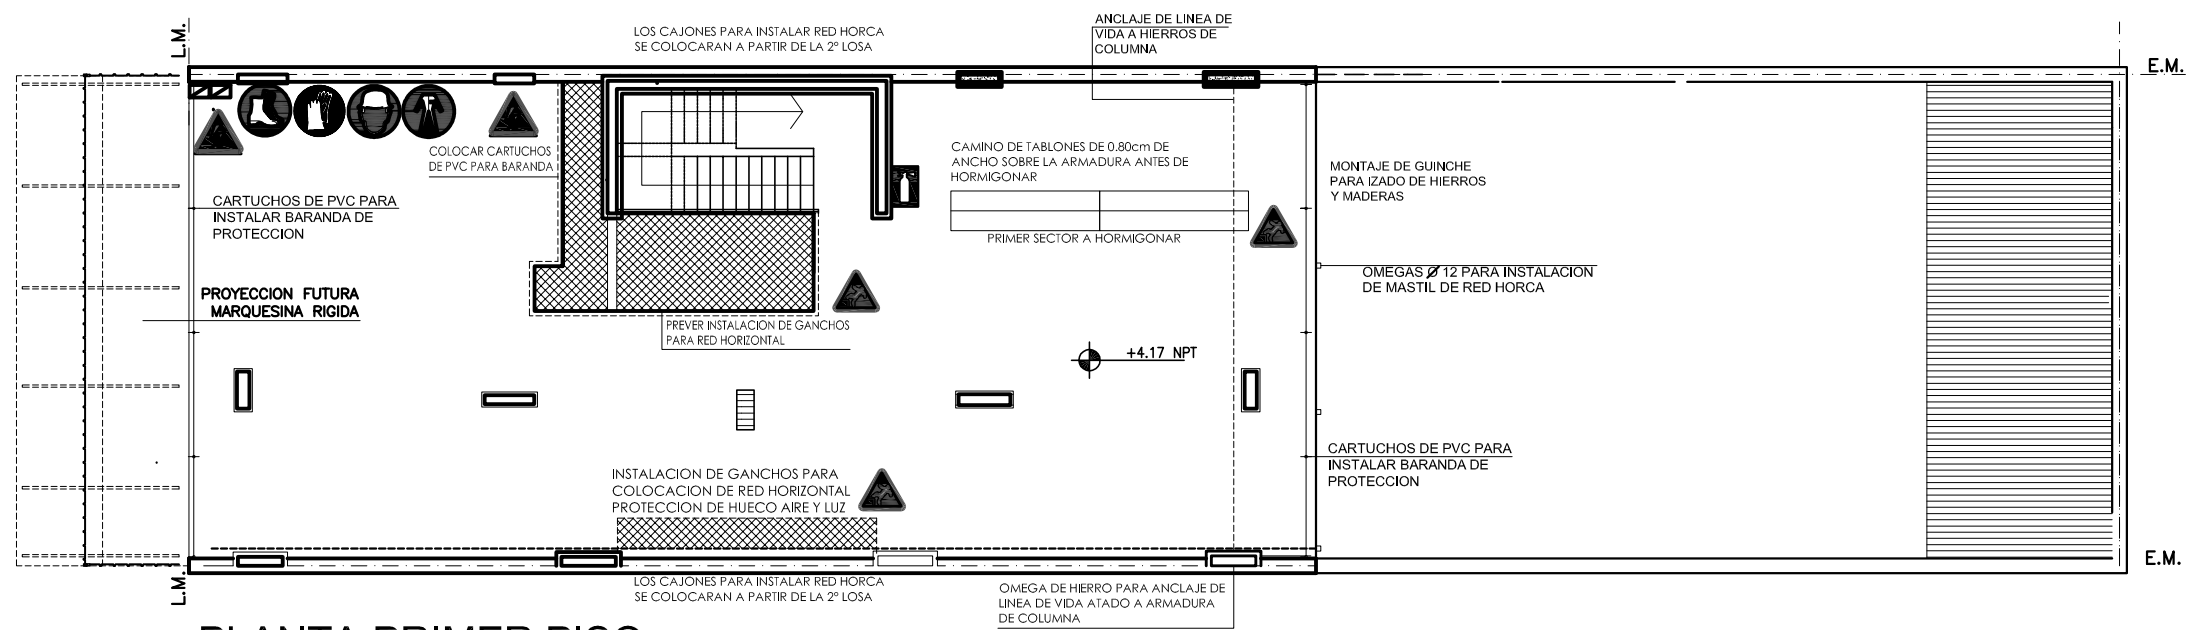 LOS CAJONES PARA INSTALAR RED HORCA
SE COLOCARAN A PARTIR DE LA 2º LOSA
ANCLAJE DE LINEA DE
VIDA A HIERROS DE
COLUMNA
L.M.
E.M.
COLOCAR CARTUCHOS
DE PVC PARA BARANDA
CAMINO DE TABLONES DE 0.80cm DE
ANCHO SOBRE LA ARMADURA ANTES DE
HORMIGONAR
PRIMER SECTOR A HORMIGONAR
MONTAJE DE GUINCHE
PARA IZADO DE HIERROS
Y MADERAS
CARTUCHOS DE PVC PARA
INSTALAR BARANDA DE
PROTECCION
OMEGAS Ø 12 PARA INSTALACION
DE MASTIL DE RED HORCA
PROYECCION FUTURA
MARQUESINA RIGIDA
PREVER INSTALACION DE GANCHOS
PARA RED HORIZONTAL
+4.17 NPT
INSTALACION DE GANCHOS PARA
COLOCACION DE RED HORIZONTAL
PROTECCION DE HUECO AIRE Y LUZ
CARTUCHOS DE PVC PARA
INSTALAR BARANDA DE
PROTECCION
L.M.
E.M.
LOS CAJONES PARA INSTALAR RED HORCA
SE COLOCARAN A PARTIR DE LA 2º LOSA
OMEGA DE HIERRO PARA ANCLAJE DE
LINEA DE VIDA ATADO A ARMADURA
DE COLUMNA
PLANTA PRIMER PISO